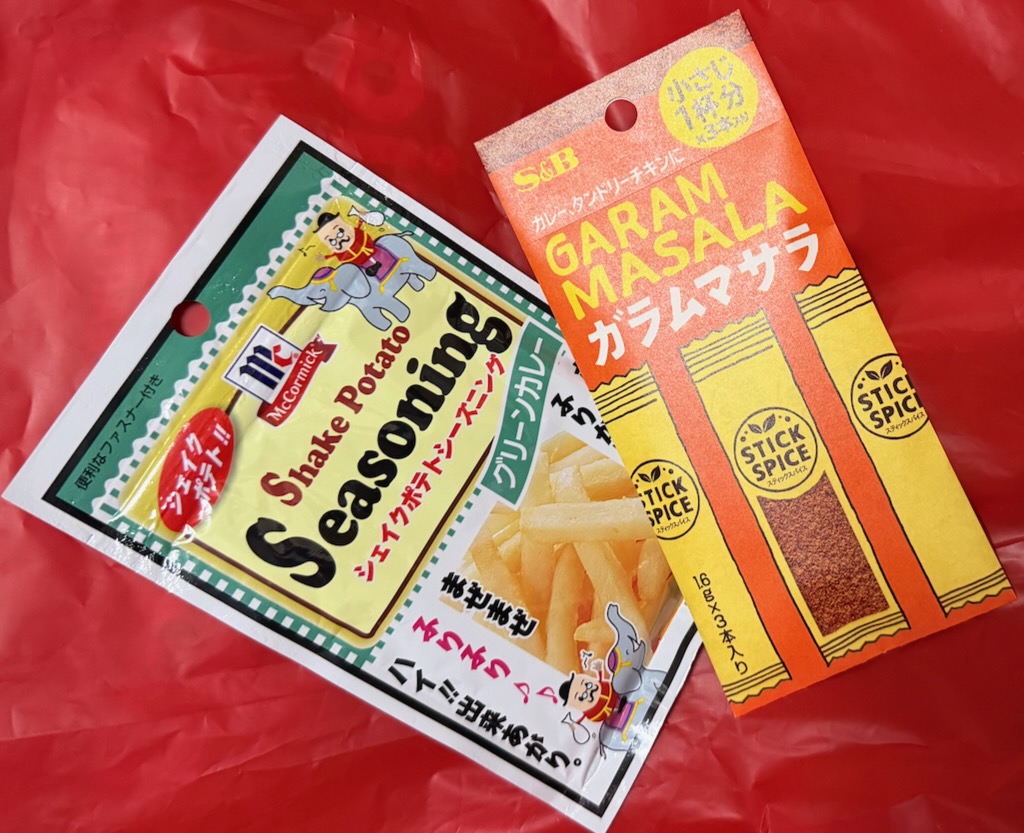 便利なファスナー付き
シェイク
ポテト!!
Mc
McCormick
Shake Potato
Seasoning
シェイクポテトシーズニング
グリーンカレー
まぜまぜ
ふりふり♪♪
ハイ!!出来あがり。
小さじ
1杯分
×3本入り
S&B
カレー、タンドリーチキンに
GARAM
MASALA
ガラムマサラ
STICK
SPICE
スティックスパイス
STICK
SPICE
スティックスパイス
STICK
SPICE
スティックスパイス
1.6g×3本入り